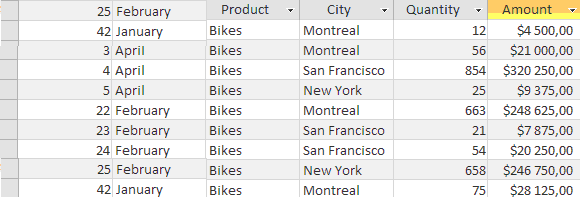 25 February Product City Quantity Amount
42 January Bikes Montreal 12 $4 500,00
3 April Bikes Montreal 56 $21 000,00
4 April Bikes San Francisco 854 $320 250,00
5 April Bikes New York 25 $9 375,00
22 February Bikes Montreal 663 $248 625,00
23 February Bikes San Francisco 21 $7 875,00
24 February Bikes San Francisco 54 $20 250,00
25 February Bikes New York 658 $246 750,00
42 January Bikes Montreal 75 $28 125,00